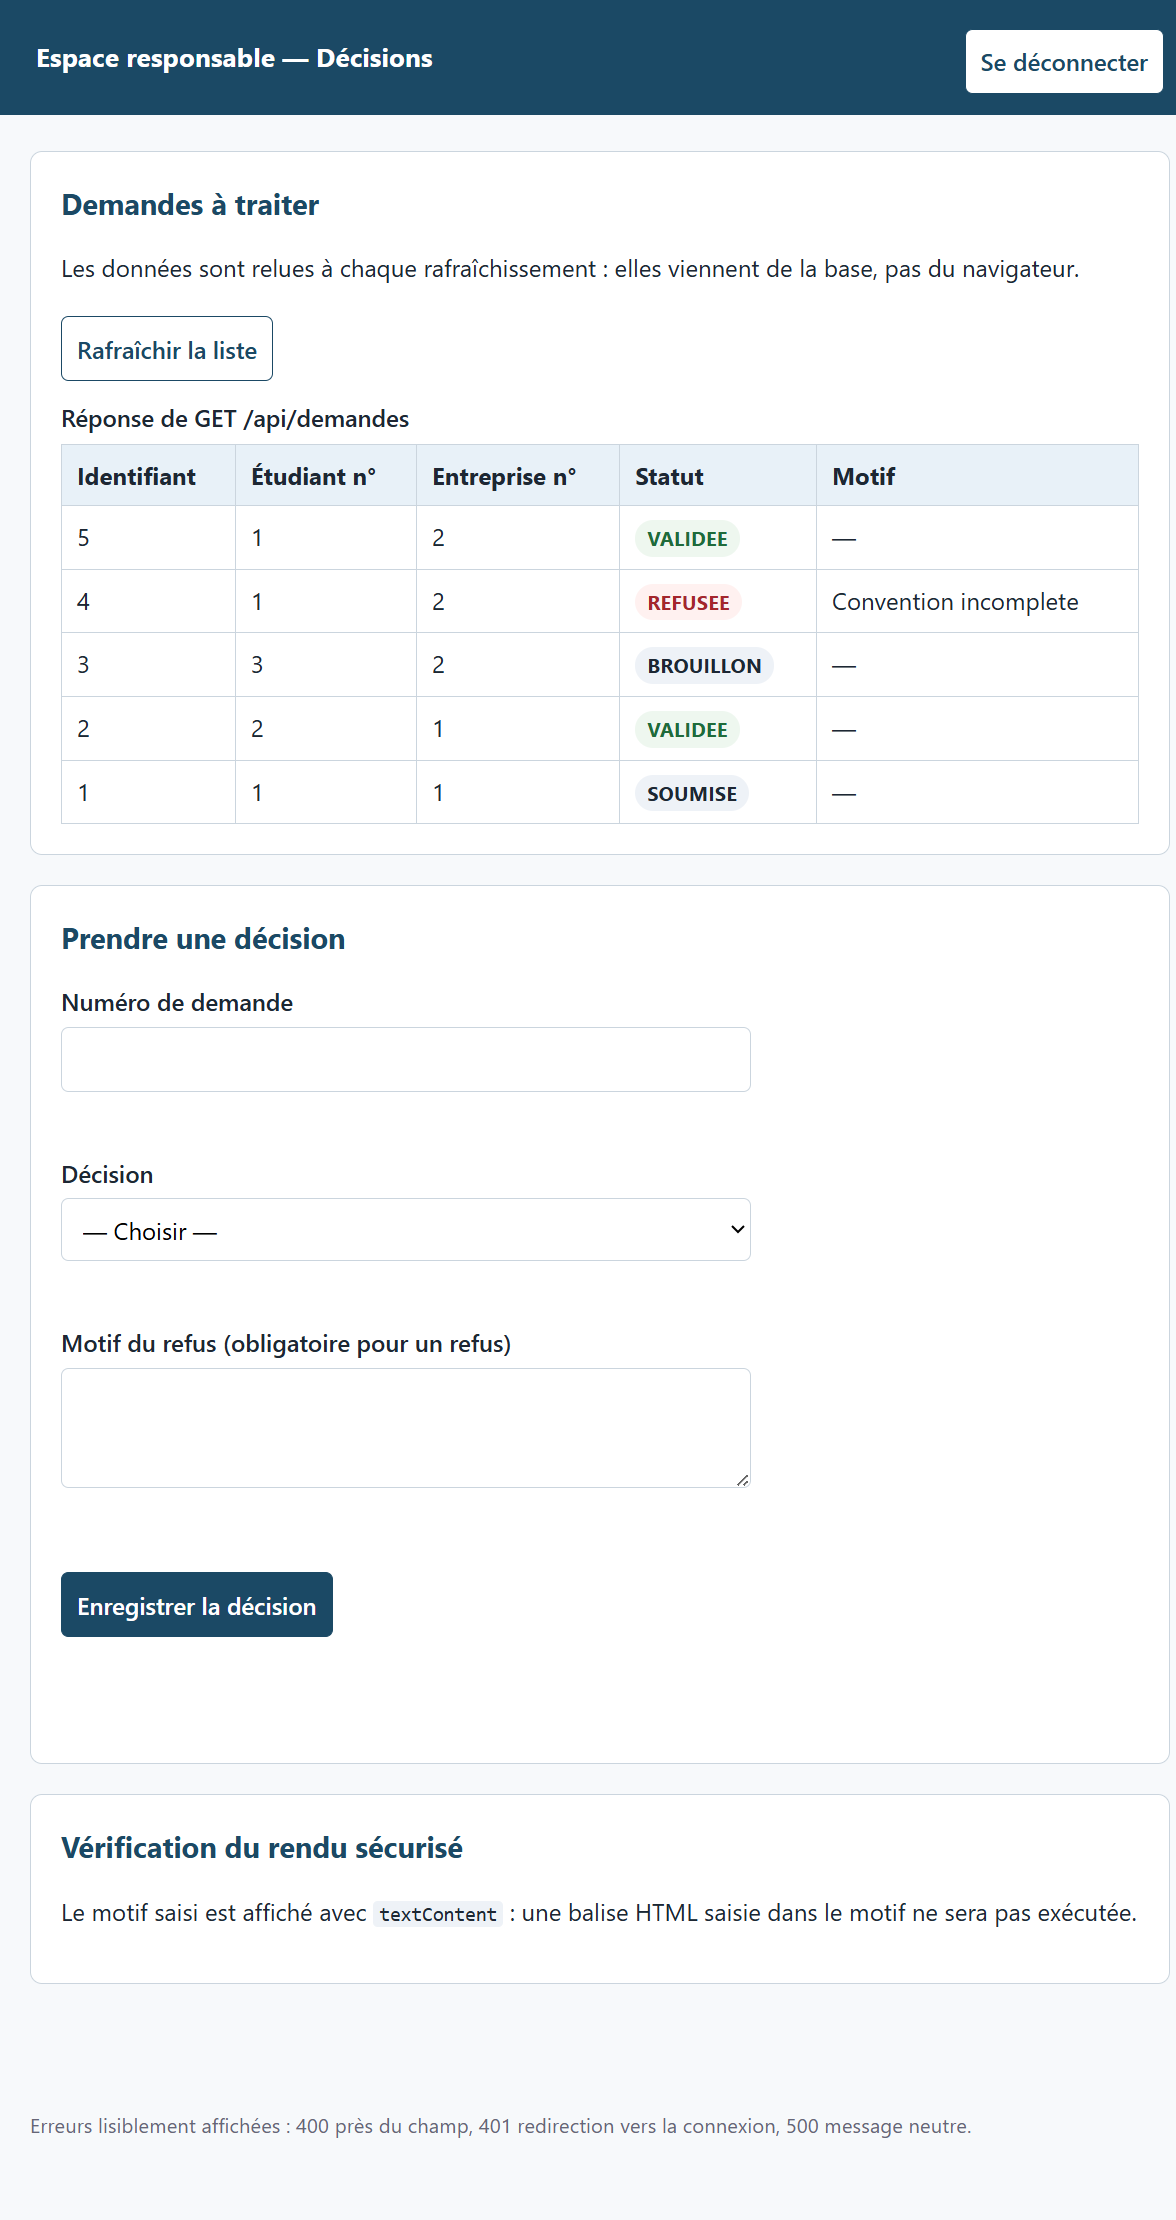 Espace responsable — Décisions
Se déconnecter
Demandes à traiter
Les données sont relues à chaque rafraîchissement : elles viennent de la base, pas du navigateur.
Rafraîchir la liste
Réponse de GET /api/demandes
Identifiant Étudiant n° Entreprise n° Statut Motif
5 1 2 VALIDEE —
4 1 2 REFUSEE Convention incomplete
3 3 2 BROUILLON —
2 2 1 VALIDEE —
1 1 1 SOUMISE —
Prendre une décision
Numéro de demande
Décision
— Choisir —
Motif du refus (obligatoire pour un refus)
Enregistrer la décision
Vérification du rendu sécurisé
Le motif saisi est affiché avec textContent : une balise HTML saisie dans le motif ne sera pas exécutée.
Erreurs lisiblement affichées : 400 près du champ, 401 redirection vers la connexion, 500 message neutre.